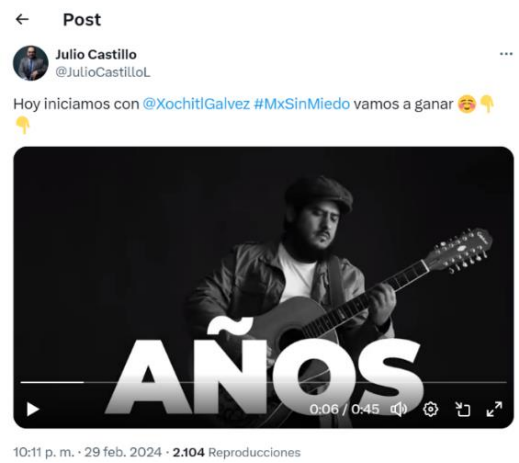 Post
Julio Castillo
@JulioCastilloL
Hoy iniciamos con @XochitlGalvez #MxSinMiedo vamos a ganar ☺️👇
👇
AÑOS
0:06 / 0:45
10:11 p. m. · 29 feb. 2024 · 2.104 Reproducciones